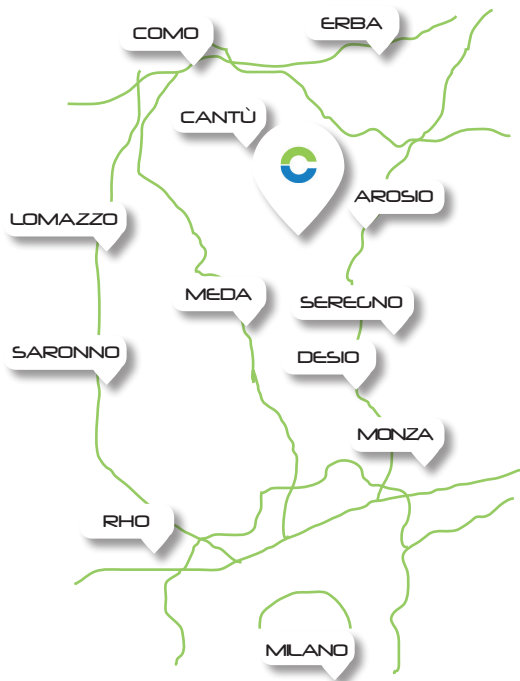 ERBA
COMO
CANTÙ
AROSIO
LOMAZZO
MEDA
SEREGNO
SARONNO
DESIO
MONZA
RHO
MILANO